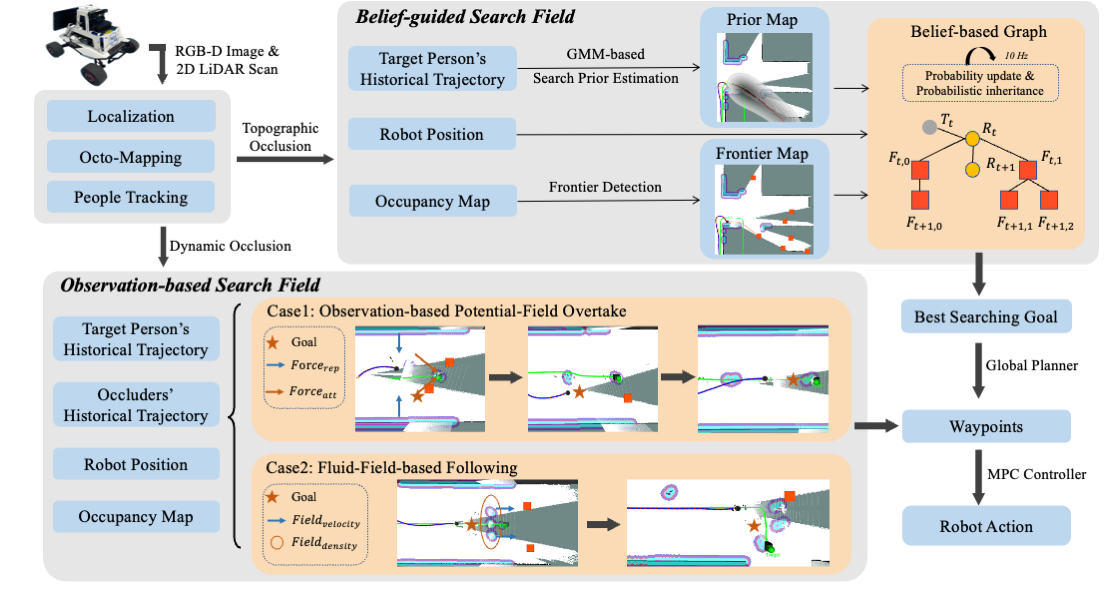 RGB-D Image &
2D LiDAR Scan
Localization
Octo-Mapping
People Tracking
Topographic
Occlusion
Dynamic Occlusion
Belief-guided Search Field
Target Person's
Historical Trajectory
GMM-based
Search Prior Estimation
Prior Map
Robot Position
Occupancy Map
Frontier Detection
Frontier Map
Belief-based Graph
10 Hz
Probability update &
Probabilistic inheritance
T_t
R_t
F_{t,0}
R_{t+1}
F_{t,1}
F_{t+1,0}
F_{t+1,1}
F_{t+1,2}
Best Searching Goal
Global Planner
Waypoints
MPC Controller
Robot Action
Observation-based Search Field
Target Person's
Historical Trajectory
Occluders'
Historical Trajectory
Robot Position
Occupancy Map
Case1: Observation-based Potential-Field Overtake
Goal
Force_{rep}
Force_{att}
Case2: Fluid-Field-based Following
Goal
Field_{velocity}
Field_{density}